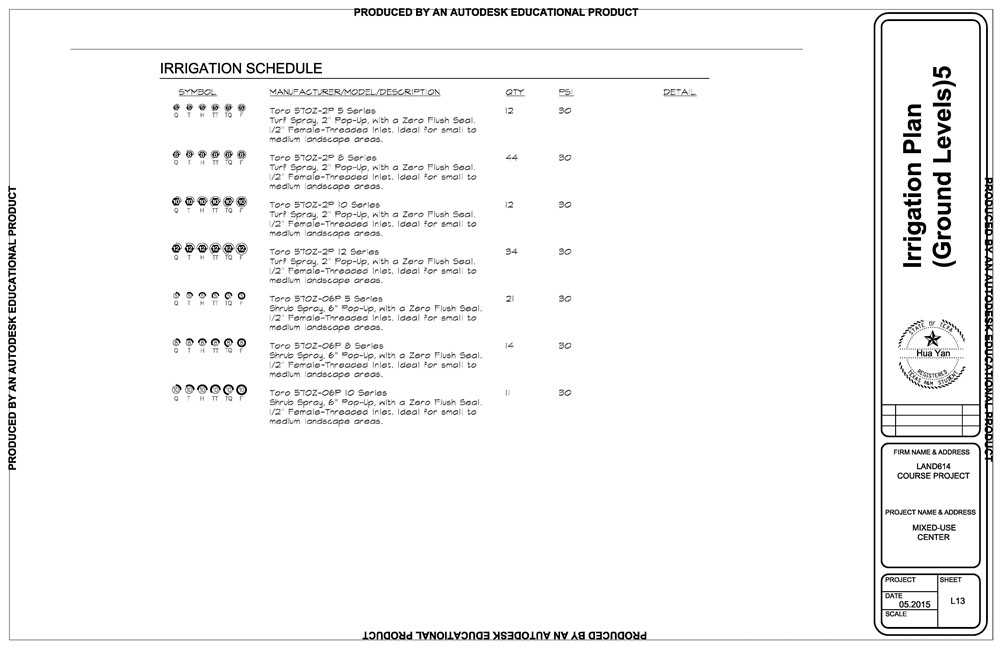 PRODUCED BY AN AUTODESK EDUCATIONAL PRODUCT
IRRIGATION SCHEDULE
SYMBOL MANUFACTURER/MODEL/DESCRIPTION QTY PSI DETAIL
Q T H TT TQ F
Toro 570Z-2P 5 Series 12 30
Turf Spray, 2" Pop-Up, with a Zero Flush Seal.
1/2" Female-Threaded Inlet. Ideal for small to
medium landscape areas.
Q T H TT TQ F
Toro 570Z-2P 8 Series 44 30
Turf Spray, 2" Pop-Up, with a Zero Flush Seal.
1/2" Female-Threaded Inlet. Ideal for small to
medium landscape areas.
Q T H TT TQ F
Toro 570Z-2P 10 Series 12 30
Turf Spray, 2" Pop-Up, with a Zero Flush Seal.
1/2" Female-Threaded Inlet. Ideal for small to
medium landscape areas.
Q T H TT TQ F
Toro 570Z-2P 12 Series 34 30
Turf Spray, 2" Pop-Up, with a Zero Flush Seal.
1/2" Female-Threaded Inlet. Ideal for small to
medium landscape areas.
Q T H TT TQ F
Toro 570Z-06P 5 Series 21 30
Shrub Spray, 6" Pop-Up, with a Zero Flush Seal.
1/2" Female-Threaded Inlet. Ideal for small to
medium landscape areas.
Q T H TT TQ F
Toro 570Z-06P 8 Series 14 30
Shrub Spray, 6" Pop-Up, with a Zero Flush Seal.
1/2" Female-Threaded Inlet. Ideal for small to
medium landscape areas.
Q T H TT TQ F
Toro 570Z-06P 10 Series 11 30
Shrub Spray, 6" Pop-Up, with a Zero Flush Seal.
1/2" Female-Threaded Inlet. Ideal for small to
medium landscape areas.
Irrigation Plan
(Ground Levels)5
STATE OF TEXAS
Hua Yan
REGISTERED
TEXAS A&M STUDENT
FIRM NAME & ADDRESS
LAND614
COURSE PROJECT
PROJECT NAME & ADDRESS
MIXED-USE
CENTER
PROJECT
SHEET
DATE
05.2015
L13
SCALE
PRODUCED BY AN AUTODESK EDUCATIONAL PRODUCT
PRODUCED BY AN AUTODESK EDUCATIONAL PRODUCT
PRODUCED BY AN AUTODESK EDUCATIONAL PRODUCT